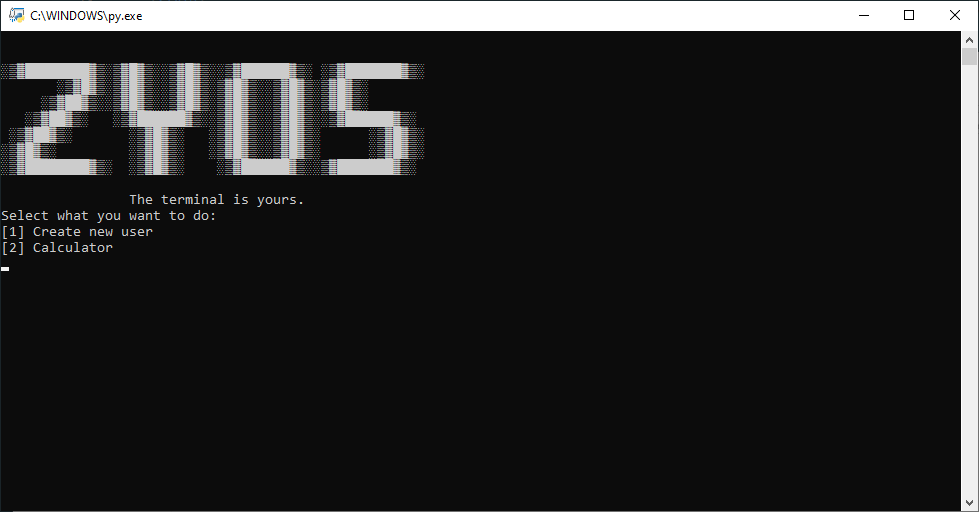 C:\WINDOWS\py.exe
ZYOS
The terminal is yours.
Select what you want to do:
[1] Create new user
[2] Calculator